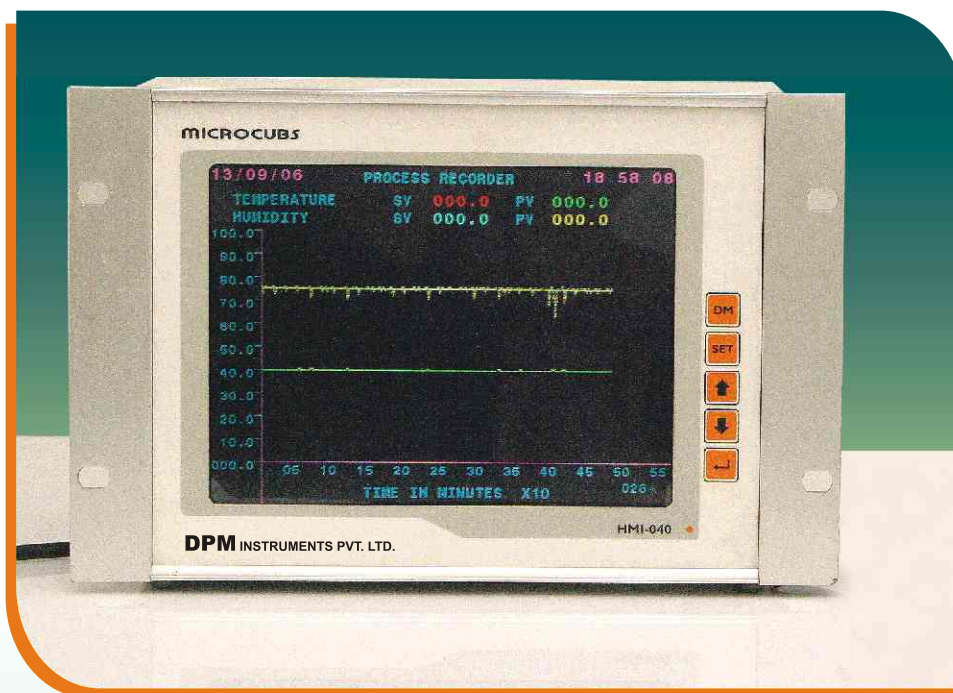 MICROCUBS
13/09/06 PROCESS RECORDER 18 58 08
TEMPERATURE SV 000.0 PV 000.0
HUMIDITY SV 000.0 PV 000.0
100.0
90.0
80.0
70.0
60.0
50.0
40.0
30.0
20.0
10.0
000.0 05 10 15 20 25 30 35 40 45 50 55
TIME IN MINUTES X10
DM
SET
HMI-040
DPM INSTRUMENTS PVT. LTD.